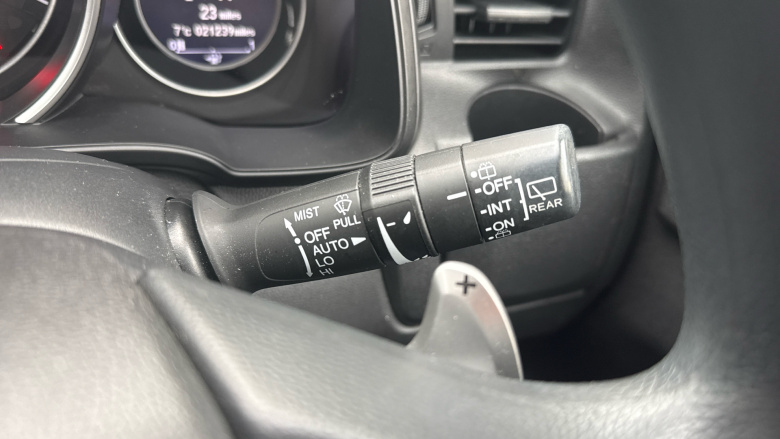 23 miles
7°C 021239 miles
MIST
PULL
OFF
AUTO
LO
HI
-OFF
-INT
-ON
REAR
+